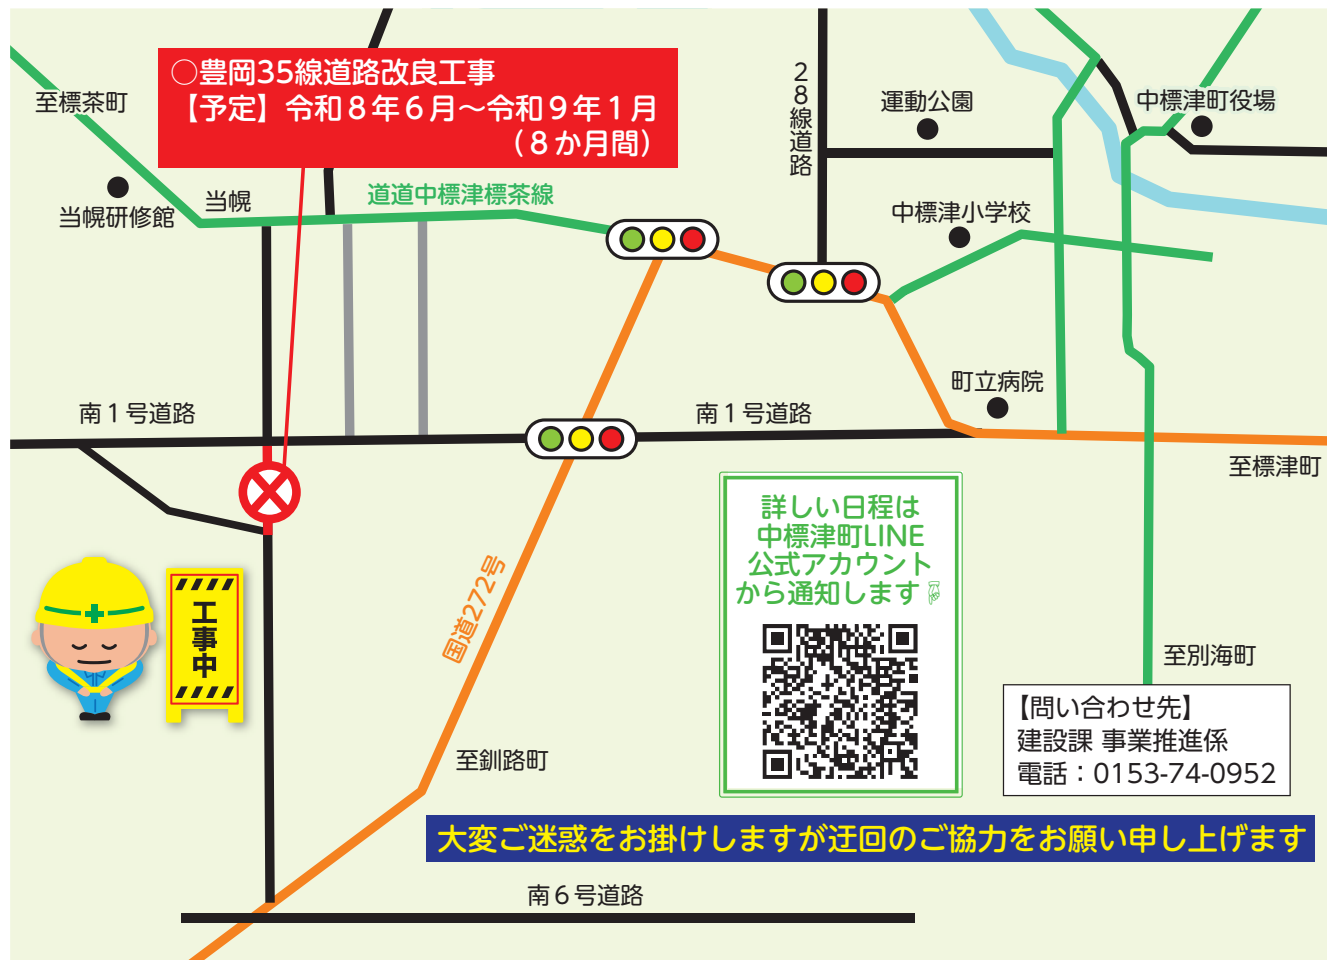 ○豊岡35線道路改良工事
【予定】令和８年６月～令和９年１月
（８か月間）
至標茶町
当幌研修館
当幌
道道中標津標茶線
28線道路
運動公園
中標津町役場
中標津小学校
町立病院
南１号道路
南１号道路
至標津町
国道272号
工事中
詳しい日程は
中標津町LINE
公式アカウント
から通知します☟
至別海町
【問い合わせ先】
建設課 事業推進係
電話：0153-74-0952
至釧路町
大変ご迷惑をお掛けしますが迂回のご協力をお願い申し上げます
南６号道路